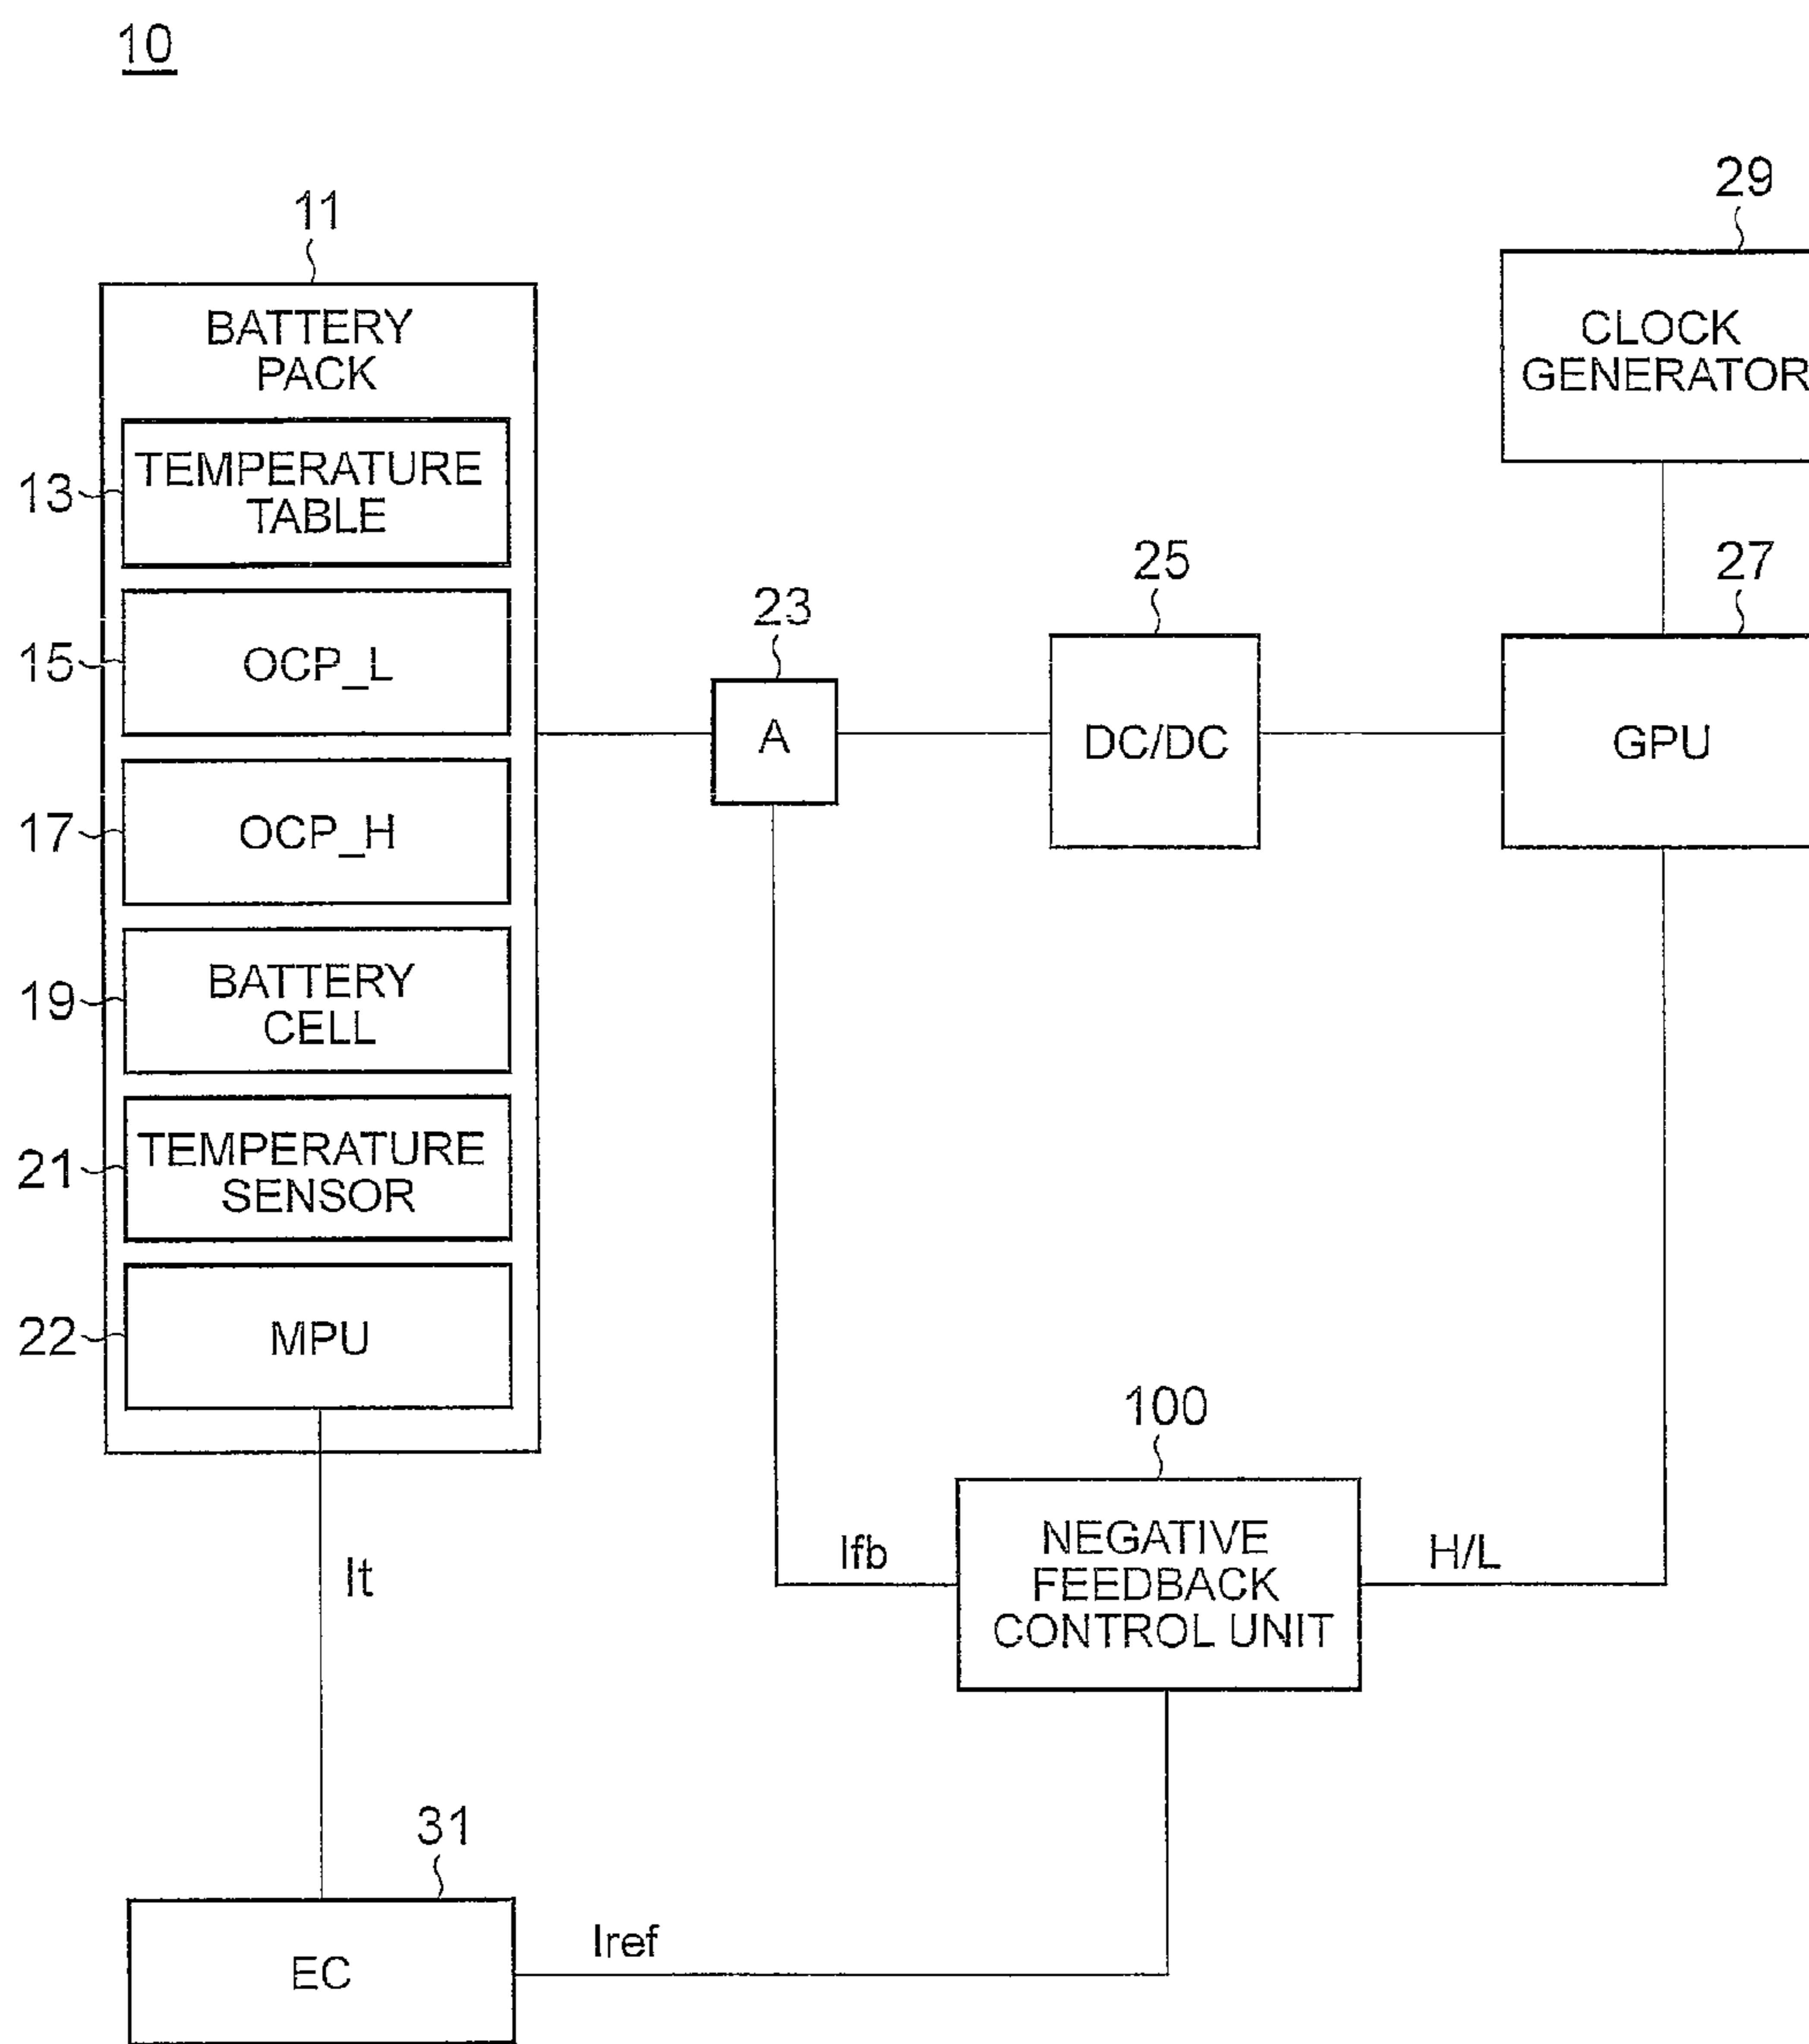 10
11
BATTERY
PACK
13
TEMPERATURE
TABLE
15
OCP_L
17
OCP_H
19
BATTERY
CELL
21
TEMPERATURE
SENSOR
22
MPU
23
A
25
DC/DC
29
CLOCK
GENERATOR
27
GPU
100
NEGATIVE
FEEDBACK
CONTROL UNIT
Ifb
H/L
It
31
EC
Iref